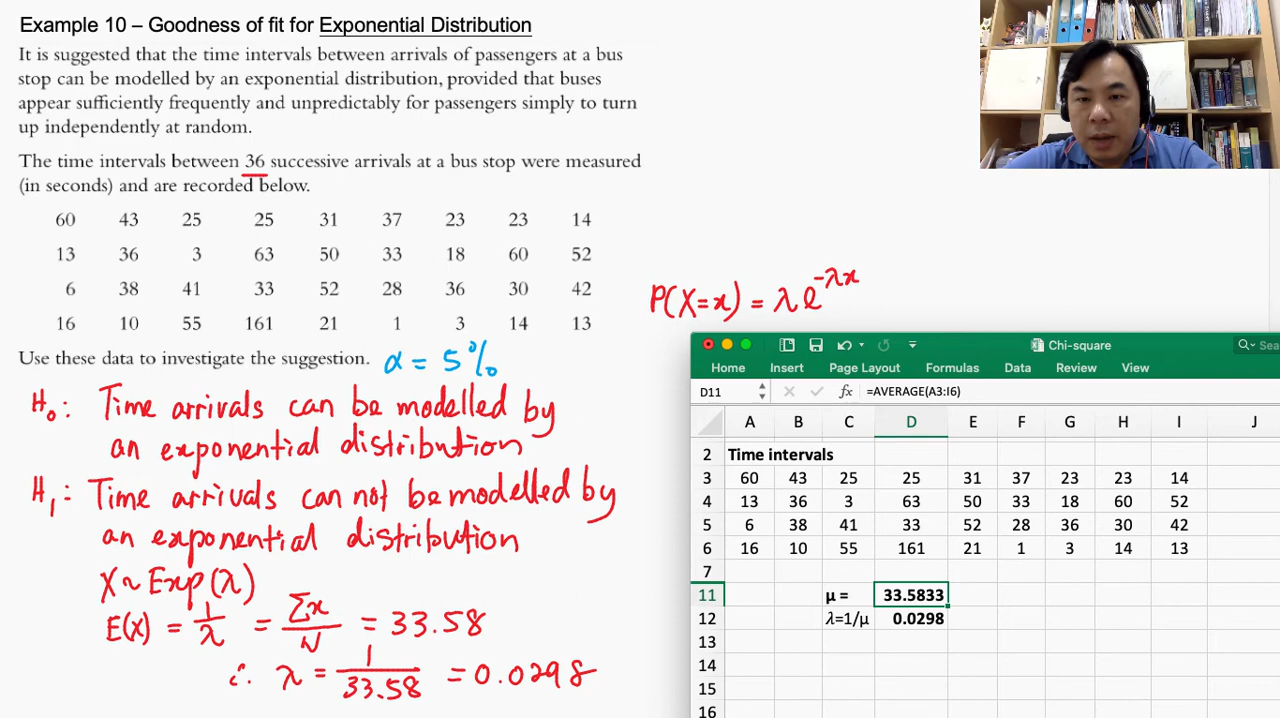 Example 10 – Goodness of fit for Exponential Distribution
It is suggested that the time intervals between arrivals of passengers at a bus
stop can be modelled by an exponential distribution, provided that buses
appear sufficiently frequently and unpredictably for passengers simply to turn
up independently at random.
The time intervals between 36 successive arrivals at a bus stop were measured
(in seconds) and are recorded below.
60 43 25 25 31 37 23 23 14
13 36 3 63 50 33 18 60 52
6 38 41 33 52 28 36 30 42
16 10 55 161 21 1 3 14 13
Use these data to investigate the suggestion. α = 5%
H₀: Time arrivals can be modelled by
an exponential distribution
H₁: Time arrivals can not be modelled by
an exponential distribution
X ~ Exp(λ)
E(X) = 1/λ = Σx/N = 33.58
∴ λ = 1/33.58 = 0.0298
P(X=x) = λe^(-λx)
Chi-square
Sea
Home Insert Page Layout Formulas Data Review View
D11 fx =AVERAGE(A3:I6)
A B C D E F G H I J
2 Time intervals
3 60 43 25 25 31 37 23 23 14
4 13 36 3 63 50 33 18 60 52
5 6 38 41 33 52 28 36 30 42
6 16 10 55 161 21 1 3 14 13
7
11 μ = 33.5833
12 λ=1/μ 0.0298
13
14
15
16